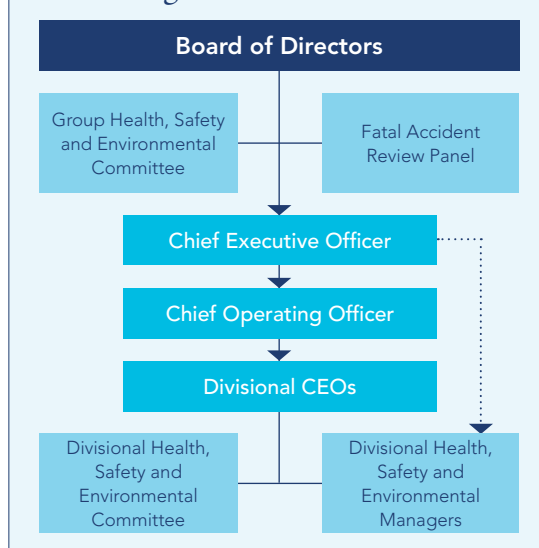 Board of Directors
Group Health, Safety
and Environmental
Committee
Fatal Accident
Review Panel
Chief Executive Officer
Chief Operating Officer
Divisional CEOs
Divisional Health,
Safety and
Environmental
Committee
Divisional Health,
Safety and
Environmental
Managers